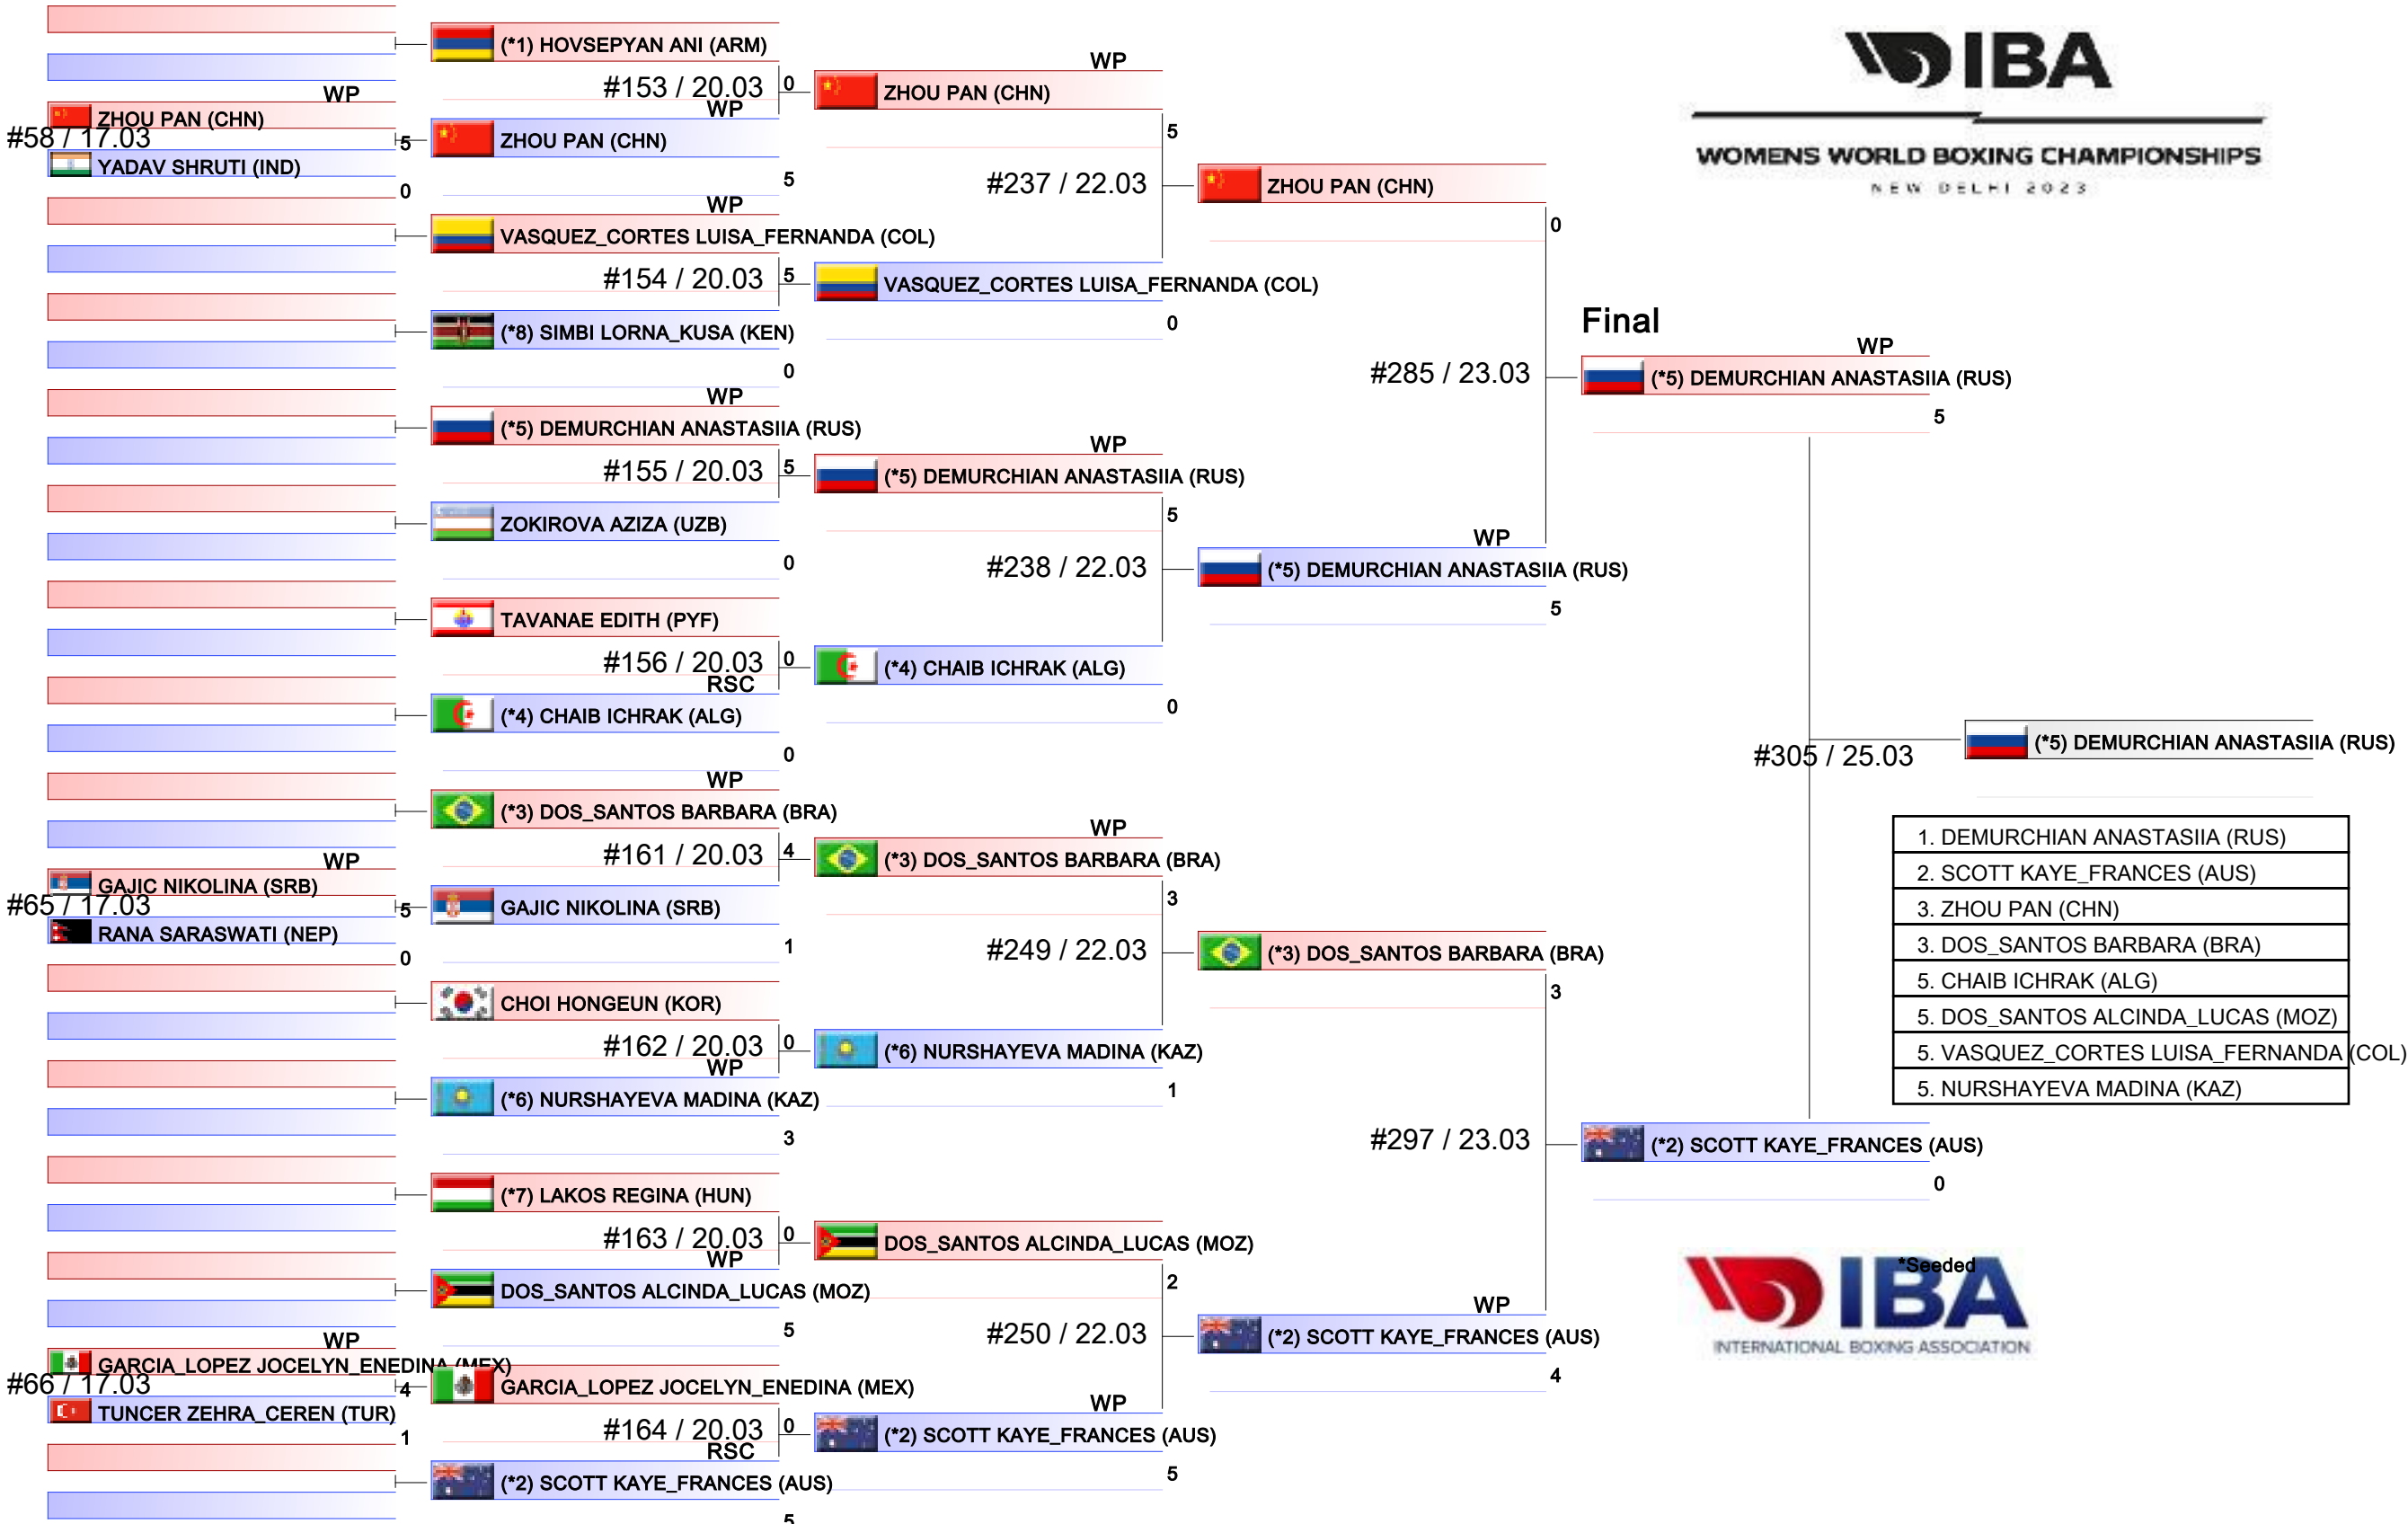 (*1) HOVSEPYAN ANI (ARM)
#153 / 20.03
0
WP
ZHOU PAN (CHN)
WP
ZHOU PAN (CHN)
#58 / 17.03
5
YADAV SHRUTI (IND)
0
WP
ZHOU PAN (CHN)
5
5
#237 / 22.03
ZHOU PAN (CHN)
0
WP
VASQUEZ_CORTES LUISA_FERNANDA (COL)
#154 / 20.03
5
VASQUEZ_CORTES LUISA_FERNANDA (COL)
0
(*8) SIMBI LORNA_KUSA (KEN)
0
IBA
WOMENS WORLD BOXING CHAMPIONSHIPS
NEW DELHI 2023
Final
WP
(*5) DEMURCHIAN ANASTASIIA (RUS)
5
#285 / 23.03
WP
(*5) DEMURCHIAN ANASTASIIA (RUS)
#155 / 20.03
5
WP
(*5) DEMURCHIAN ANASTASIIA (RUS)
5
ZOKIROVA AZIZA (UZB)
0
#238 / 22.03
WP
(*5) DEMURCHIAN ANASTASIIA (RUS)
5
TAVANAE EDITH (PYF)
#156 / 20.03
0
(*4) CHAIB ICHRAK (ALG)
0
RSC
(*4) CHAIB ICHRAK (ALG)
0
#305 / 25.03
(*5) DEMURCHIAN ANASTASIIA (RUS)
WP
(*3) DOS_SANTOS BARBARA (BRA)
#161 / 20.03
4
WP
(*3) DOS_SANTOS BARBARA (BRA)
3
WP
GAJIC NIKOLINA (SRB)
#65 / 17.03
5
RANA SARASWATI (NEP)
0
GAJIC NIKOLINA (SRB)
1
#249 / 22.03
(*3) DOS_SANTOS BARBARA (BRA)
3
CHOI HONGEUN (KOR)
#162 / 20.03
0
(*6) NURSHAYEVA MADINA (KAZ)
1
WP
(*6) NURSHAYEVA MADINA (KAZ)
3
1. DEMURCHIAN ANASTASIIA (RUS)
2. SCOTT KAYE_FRANCES (AUS)
3. ZHOU PAN (CHN)
3. DOS_SANTOS BARBARA (BRA)
5. CHAIB ICHRAK (ALG)
5. DOS_SANTOS ALCINDA_LUCAS (MOZ)
5. VASQUEZ_CORTES LUISA_FERNANDA (COL)
5. NURSHAYEVA MADINA (KAZ)
#297 / 23.03
(*2) SCOTT KAYE_FRANCES (AUS)
0
(*7) LAKOS REGINA (HUN)
#163 / 20.03
0
DOS_SANTOS ALCINDA_LUCAS (MOZ)
2
WP
DOS_SANTOS ALCINDA_LUCAS (MOZ)
5
#250 / 22.03
WP
(*2) SCOTT KAYE_FRANCES (AUS)
4
WP
GARCIA_LOPEZ JOCELYN_ENEDINA (MEX)
#66 / 17.03
4
TUNCER ZEHRA_CEREN (TUR)
1
GARCIA_LOPEZ JOCELYN_ENEDINA (MEX)
#164 / 20.03
0
WP
(*2) SCOTT KAYE_FRANCES (AUS)
5
RSC
(*2) SCOTT KAYE_FRANCES (AUS)
5
*Seeded
IBA
INTERNATIONAL BOXING ASSOCIATION